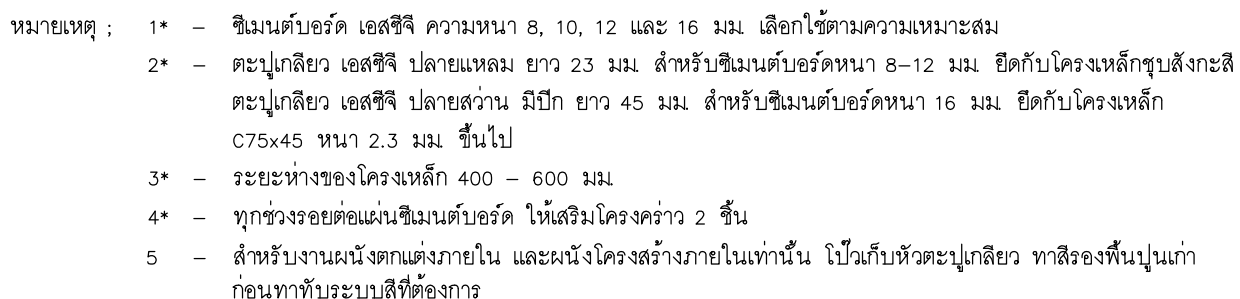 หมายเหตุ ; 1* – ซีเมนต์บอร์ด เอสซีจี ความหนา 8, 10, 12 และ 16 มม. เลือกใช้ตามความเหมาะสม
2* – ตะปูเกลียว เอสซีจี ปลายแหลม ยาว 23 มม. สำหรับซีเมนต์บอร์ดหนา 8–12 มม. ยึดกับโครงเหล็กชุบสังกะสี
ตะปูเกลียว เอสซีจี ปลายสว่าน มีปีก ยาว 45 มม. สำหรับซีเมนต์บอร์ดหนา 16 มม. ยึดกับโครงเหล็ก
C75x45 หนา 2.3 มม. ขึ้นไป
3* – ระยะห่างของโครงเหล็ก 400 – 600 มม.
4* – ทุกช่วงรอยต่อแผ่นซีเมนต์บอร์ด ให้เสริมโครงคร่าว 2 ชิ้น
5 – สำหรับงานผนังตกแต่งภายใน และผนังโครงสร้างภายในเท่านั้น โป๊วเก็บหัวตะปูเกลียว ทาสีรองพื้นปูนเก่า
ก่อนทาทับระบบสีที่ต้องการ